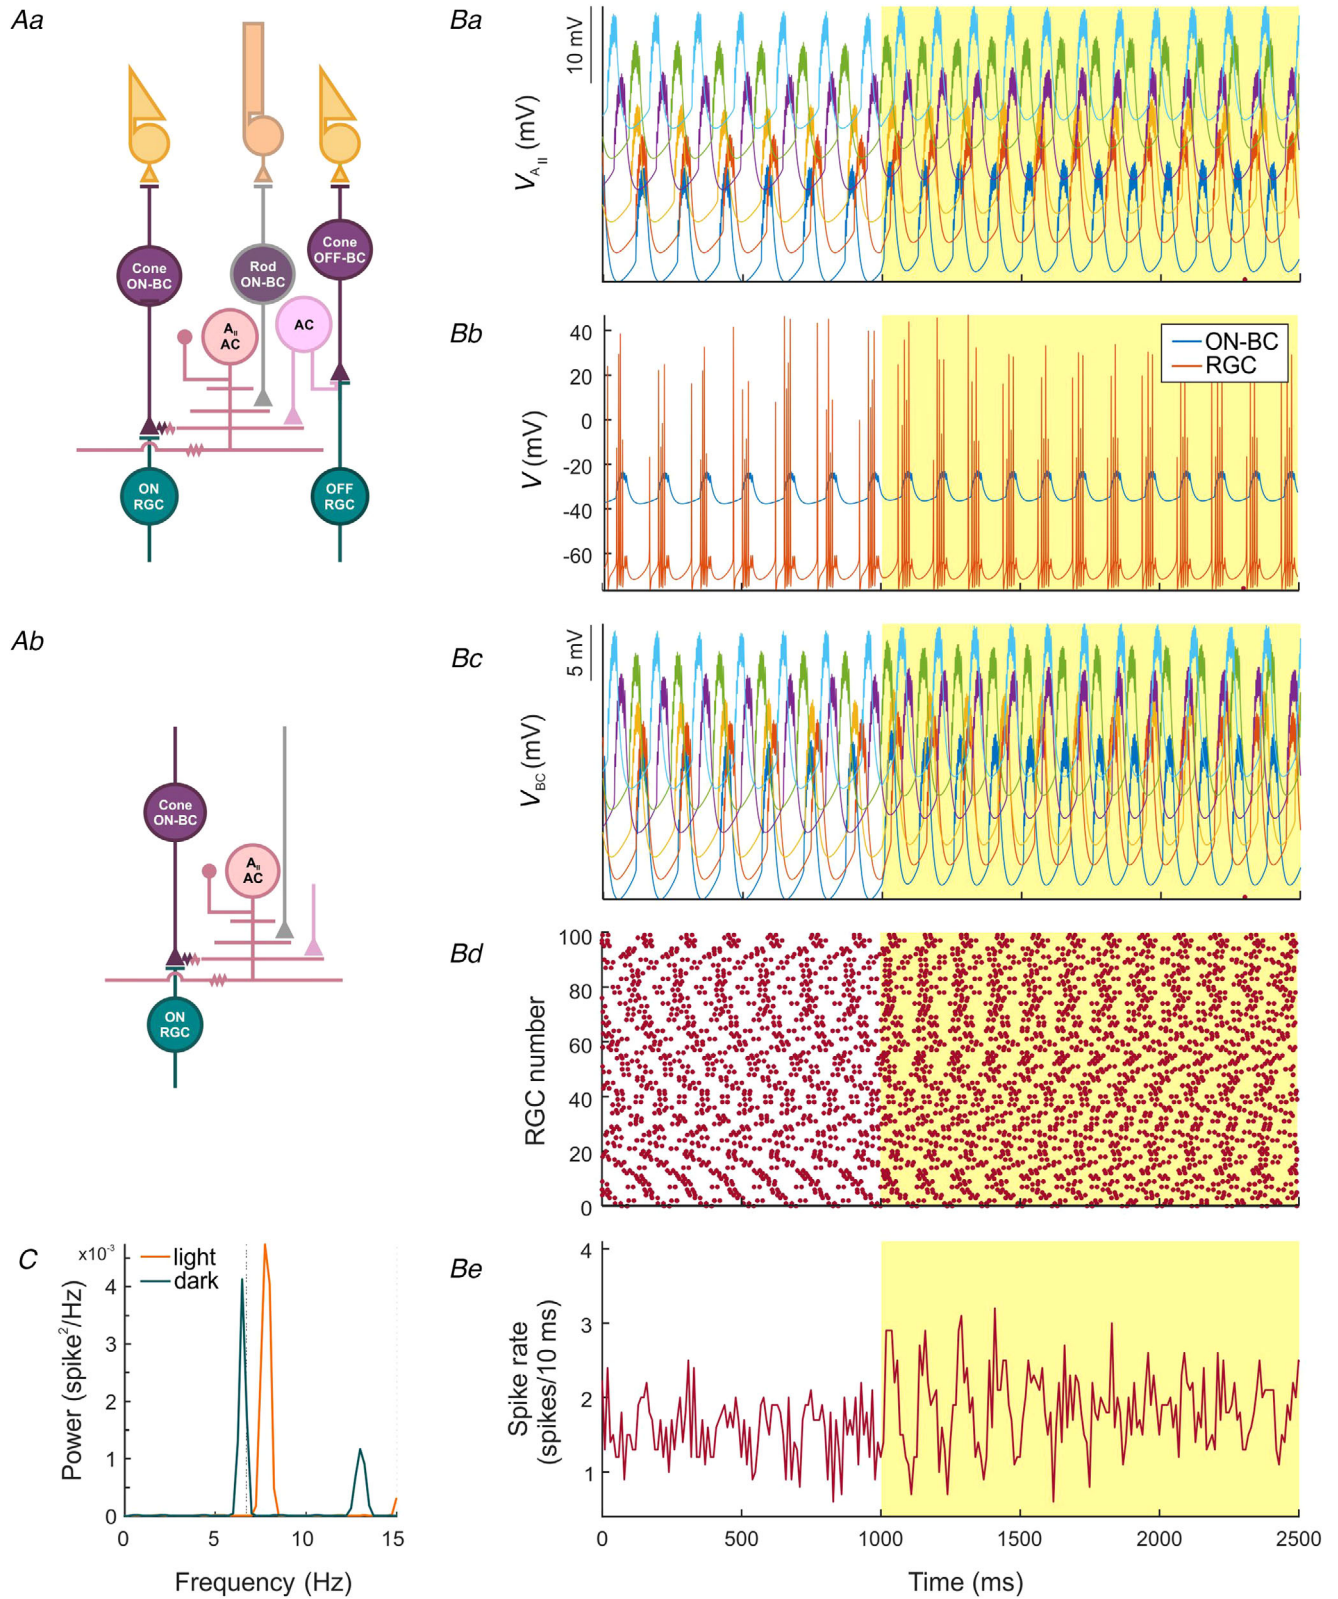 Aa
Cone
ON-BC
Rod
ON-BC
Cone
OFF-BC
AII
AC
AC
ON
RGC
OFF
RGC
Ab
Cone
ON-BC
AII
AC
ON
RGC
C
x10-3
light
dark
4
3
2
1
0
Power (spike2/Hz)
0
5
10
15
Frequency (Hz)
Ba
10 mV
VAII (mV)
Bb
40
20
0
-20
-40
-60
V (mV)
ON-BC
RGC
Bc
5 mV
VBC (mV)
Bd
100
80
60
40
20
0
RGC number
Be
4
3
2
1
Spike rate
(spikes/10 ms)
0
500
1000
1500
2000
2500
Time (ms)